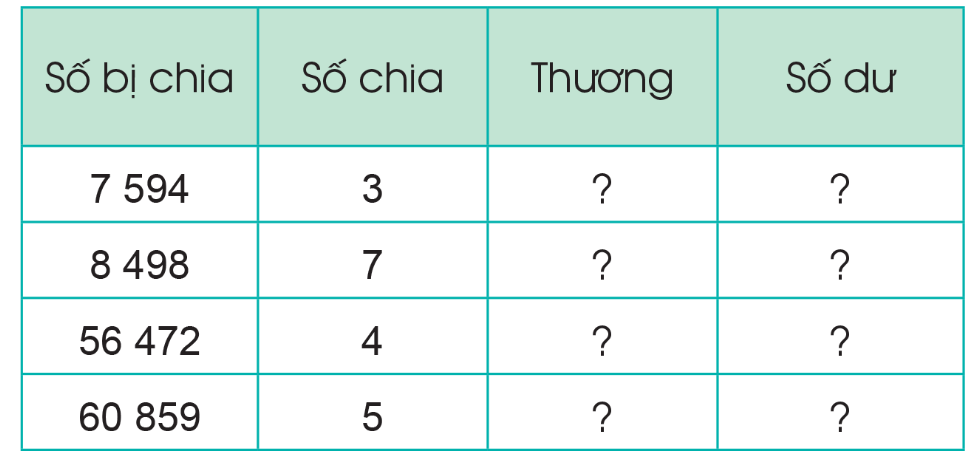 Số bị chia Số chia Thương Số dư
7 594 3 ? ?
8 498 7 ? ?
56 472 4 ? ?
60 859 5 ? ?